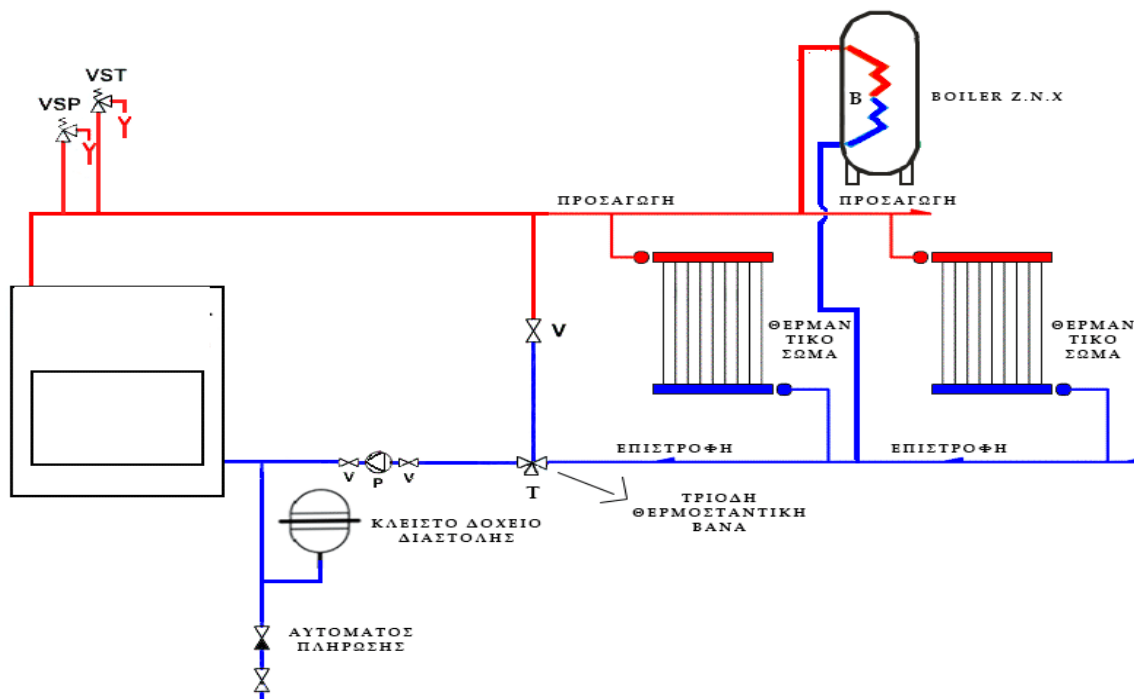 VST
VSP
B
BOILER Z.N.X
ΠΡΟΣΑΓΩΓΗ
ΠΡΟΣΑΓΩΓΗ
V
ΘΕΡΜΑΝ
ΤΙΚΟ
ΣΩΜΑ
ΘΕΡΜΑΝ
ΤΙΚΟ
ΣΩΜΑ
ΕΠΙΣΤΡΟΦΗ
ΕΠΙΣΤΡΟΦΗ
V
P
V
T
ΤΡΙΟΔΗ
ΘΕΡΜΟΣΤΑΝΤΙΚΗ
ΒΑΝΑ
ΚΛΕΙΣΤΟ ΔΟΧΕΙΟ
ΔΙΑΣΤΟΛΗΣ
ΑΥΤΟΜΑΤΟΣ
ΠΛΗΡΩΣΗΣ